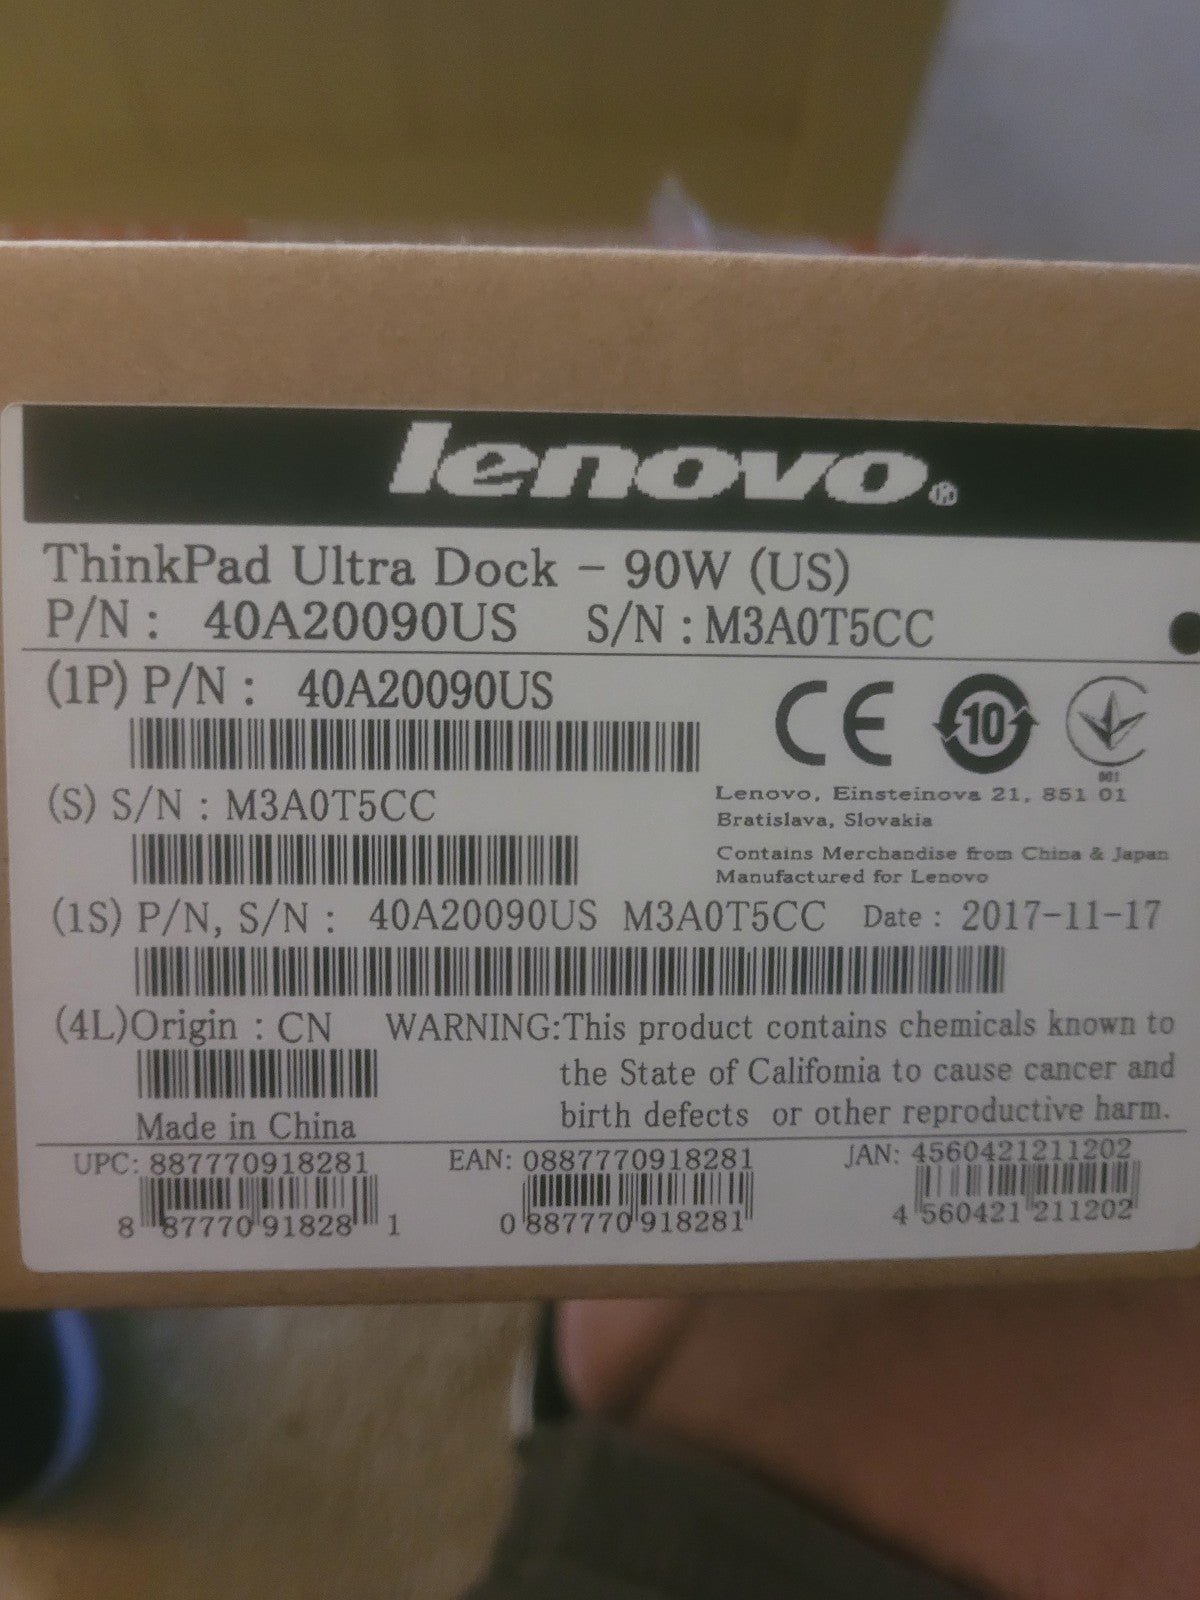 lenovo®
ThinkPad Ultra Dock - 90W (US)
P/N : 40A20090US S/N : M3A0T5CC
(1P) P/N : 40A20090US
(S) S/N : M3A0T5CC
CE 10
001
Lenovo, Einsteinova 21, 851 01
Bratislava, Slovakia
Contains Merchandise from China & Japan
Manufactured for Lenovo
(1S) P/N, S/N : 40A20090US M3A0T5CC Date : 2017-11-17
(4L)Origin : CN WARNING:This product contains chemicals known to
the State of Califomia to cause cancer and
birth defects or other reproductive harm.
Made in China
UPC: 887770918281 EAN: 0887770918281 JAN: 4560421211202
8 87770 91828 1 0 887770 918281 4 560421 211202